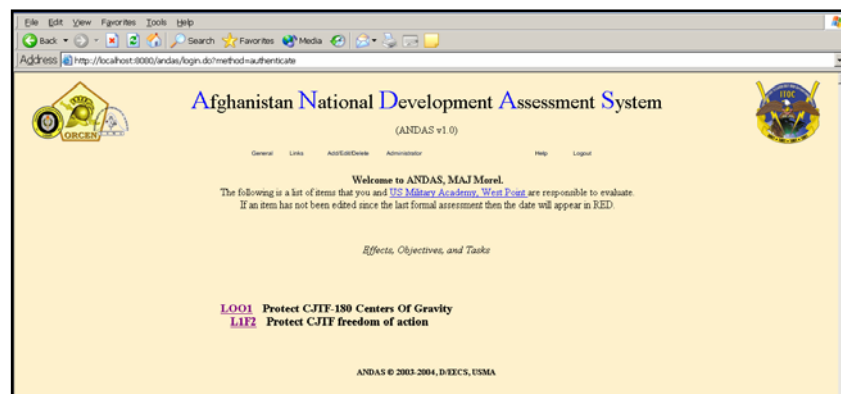 File Edit View Favorites Tools Help
Back Search Favorites Media
Address http://localhost:8080/andas/login.do?method=authenticate
ORCEN
Afghanistan National Development Assessment System
ITOC
(ANDAS v1.0)
General Links Add/Edit/Delete Administrator Help Logout
Welcome to ANDAS, MAJ Morel.
The following is a list of items that you and US Military Academy, West Point are responsible to evaluate.
If an item has not been edited since the last formal assessment then the date will appear in RED.
Effects, Objectives, and Tasks
LOO1 Protect CJTF-180 Centers Of Gravity
L1F2 Protect CJTF freedom of action
ANDAS © 2003-2004, D/EECS, USMA